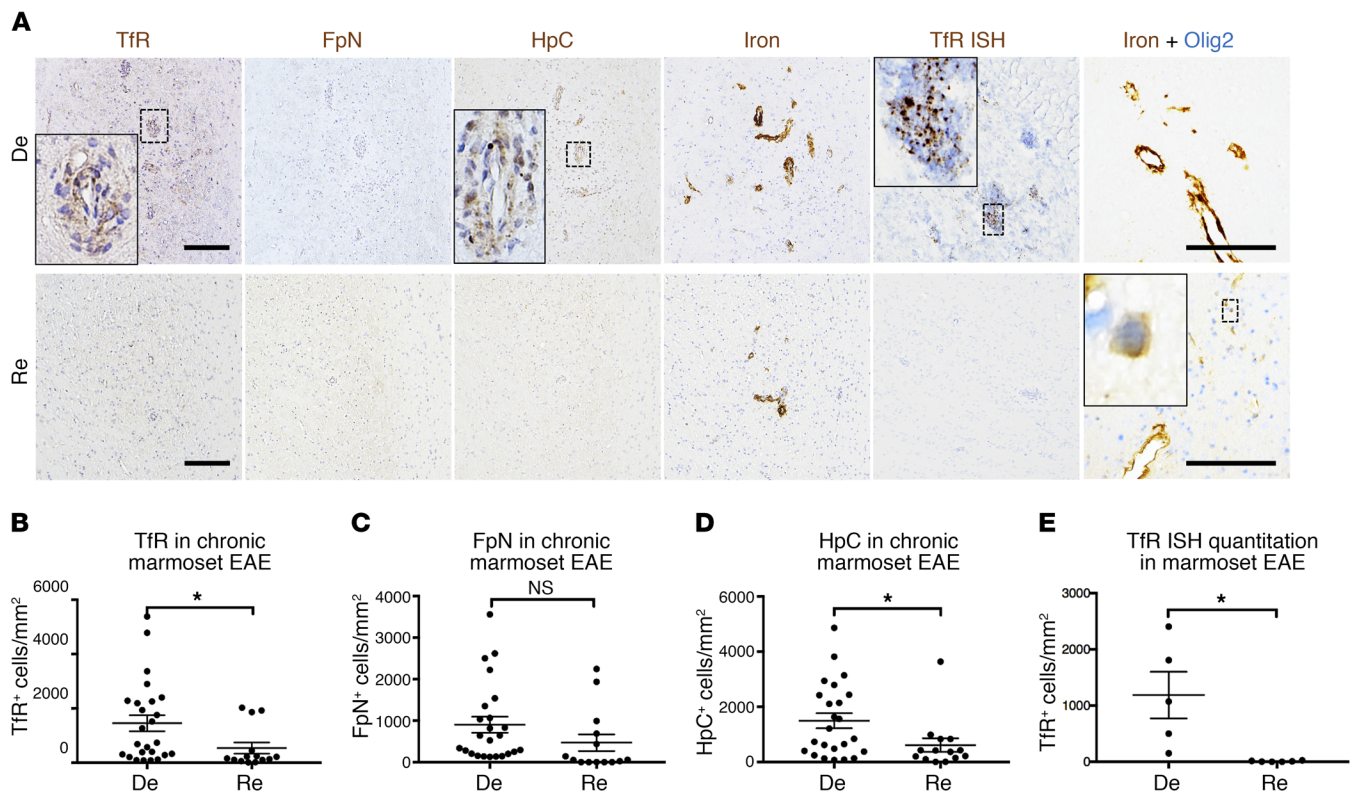 A
TfR FpN HpC Iron TfR ISH Iron + Olig2
De
Re
B C D E
TfR in chronic
marmoset EAE
FpN in chronic
marmoset EAE
HpC in chronic
marmoset EAE
TfR ISH quantitation
in marmoset EAE
TfR⁺ cells/mm²
6000
4000
2000
0
*
De Re
FpN⁺ cells/mm²
4000
3000
2000
1000
0
NS
De Re
HpC⁺ cells/mm²
6000
4000
2000
0
*
De Re
TfR⁺ cells/mm²
3000
2000
1000
0
*
De Re